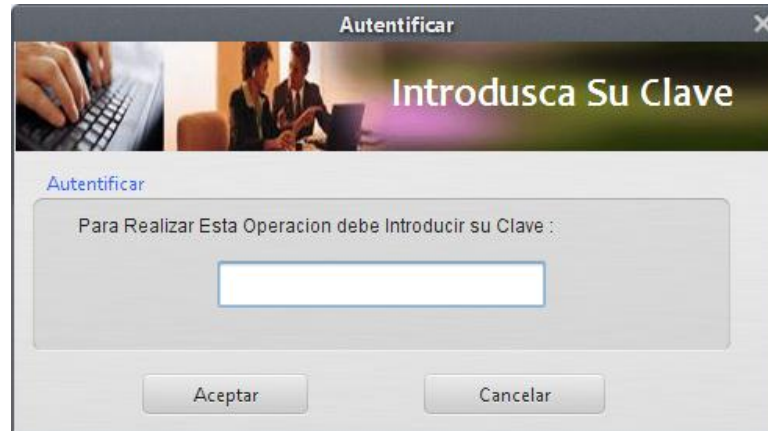 Autentificar
Introdusca Su Clave
Autentificar
Para Realizar Esta Operacion debe Introducir su Clave :
Aceptar
Cancelar